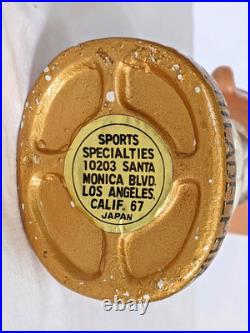 SPORTS
SPECIALTIES
10203 SANTA
MONICA BLVD.
LOS ANGELES,
CALIF. 67
JAPAN